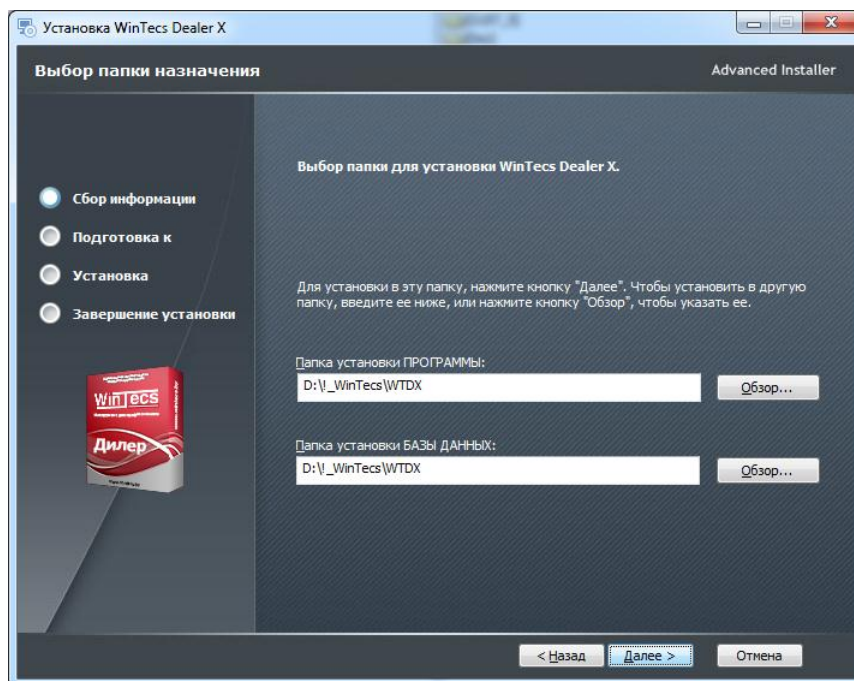 Установка WinTecs Dealer X
Выбор папки назначения
Advanced Installer
Сбор информации
Подготовка к
Установка
Завершение установки
WinTecs
Дилер
Выбор папки для установки WinTecs Dealer X.
Для установки в эту папку, нажмите кнопку "Далее". Чтобы установить в другую
папку, введите ее ниже, или нажмите кнопку "Обзор", чтобы указать ее.
Папка установки ПРОГРАММЫ:
D:\!_WinTecs\WTDX
Обзор...
Папка установки БАЗЫ ДАННЫХ:
D:\!_WinTecs\WTDX
Обзор...
< Назад
Далее >
Отмена